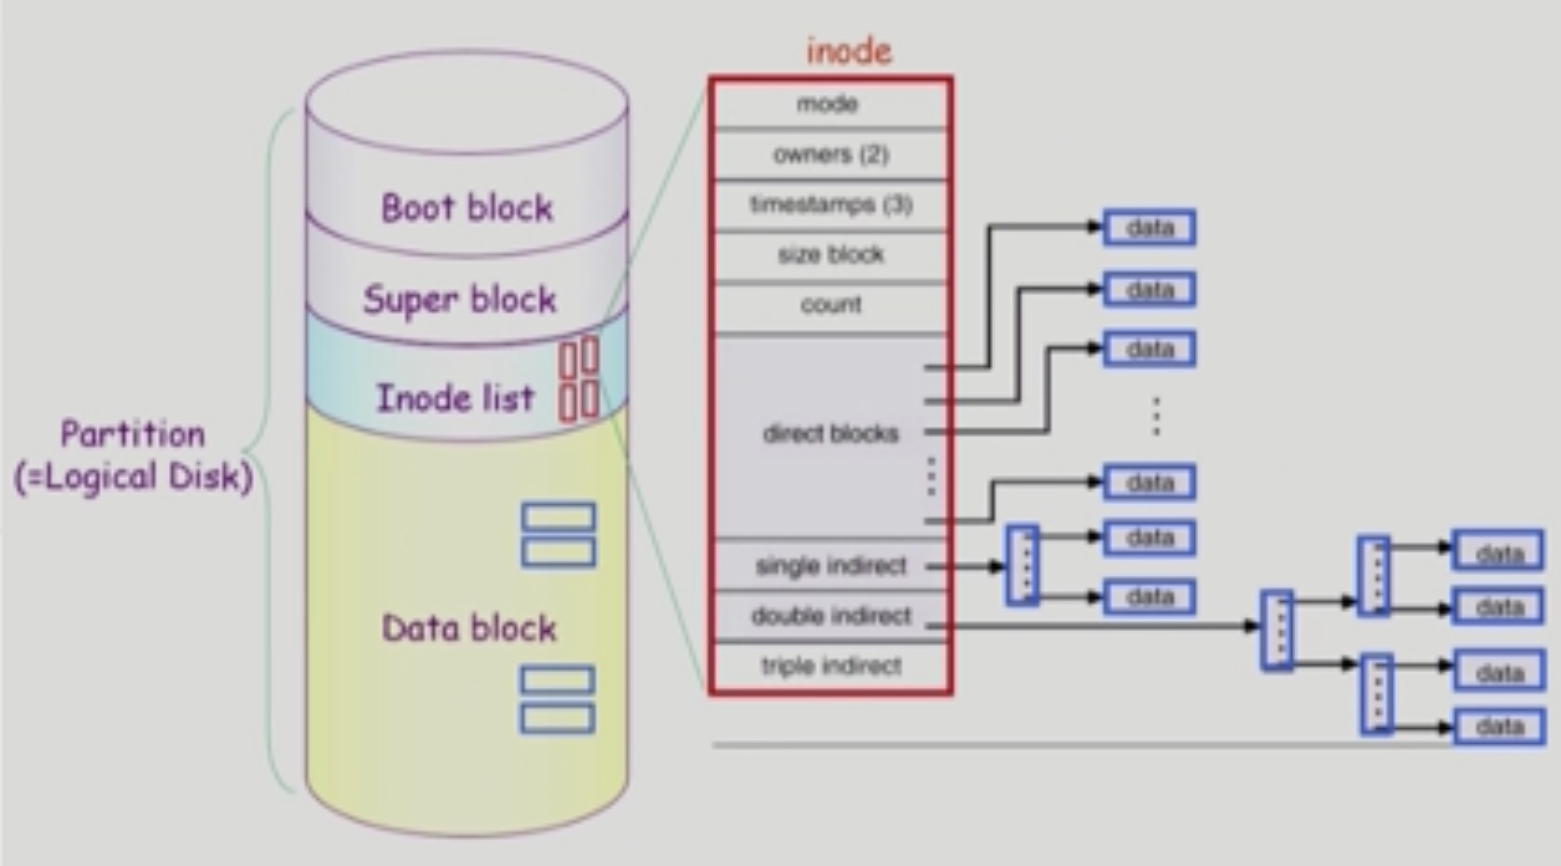 inode
mode
owners (2)
timestamps (3)
size block
count
direct blocks
single indirect
double indirect
triple indirect
Boot block
Super block
Inode list
Data block
Partition
(=Logical Disk)
data
data
data
data
data
data
data
data
data
data